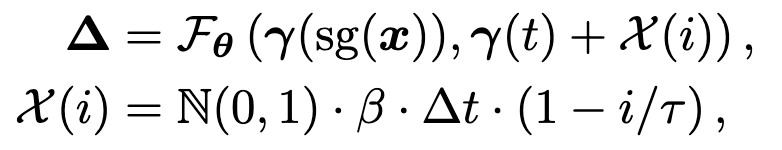 𝚫 = ℱ_𝜽 (𝜸(sg(𝒙)), 𝜸(t) + 𝒳(i)) ,
𝒳(i) = ℕ(0, 1) · β · Δt · (1 − i/τ) ,